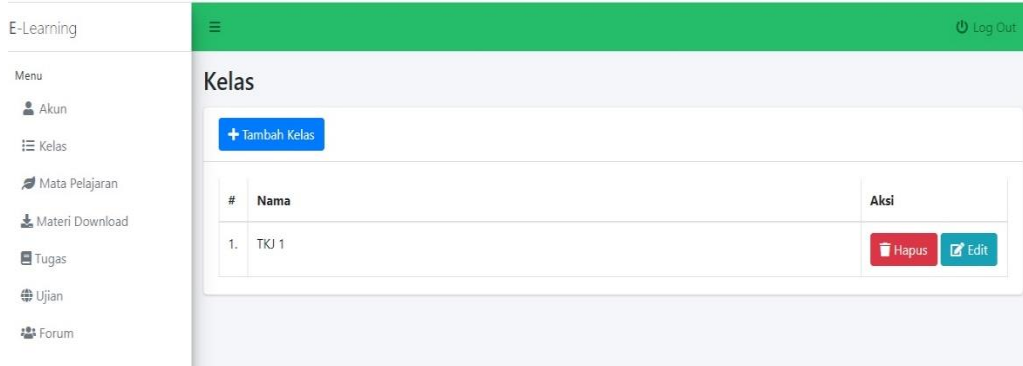 E-Learning
Log Out
Menu
Akun
Kelas
Mata Pelajaran
Materi Download
Tugas
Ujian
Forum
Kelas
Tambah Kelas
# Nama Aksi
1. TKJ 1 Hapus Edit